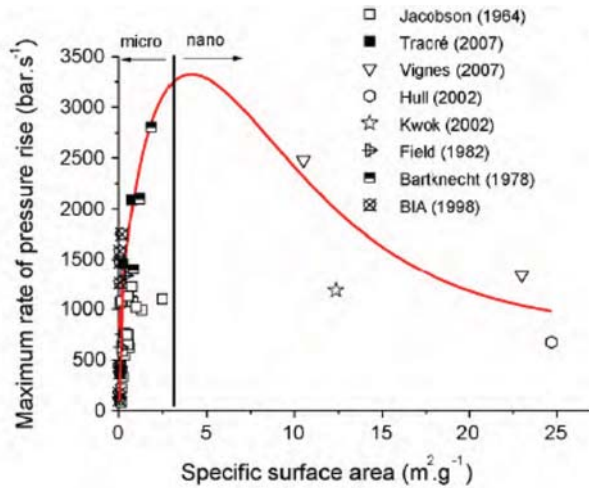 Maximum rate of pressure rise (bar.s⁻¹)
3500
3000
2500
2000
1500
1000
500
0
micro
nano
Jacobson (1964)
Tracré (2007)
Vignes (2007)
Hull (2002)
Kwok (2002)
Field (1982)
Bartknecht (1978)
BIA (1998)
0 5 10 15 20 25
Specific surface area (m².g⁻¹)